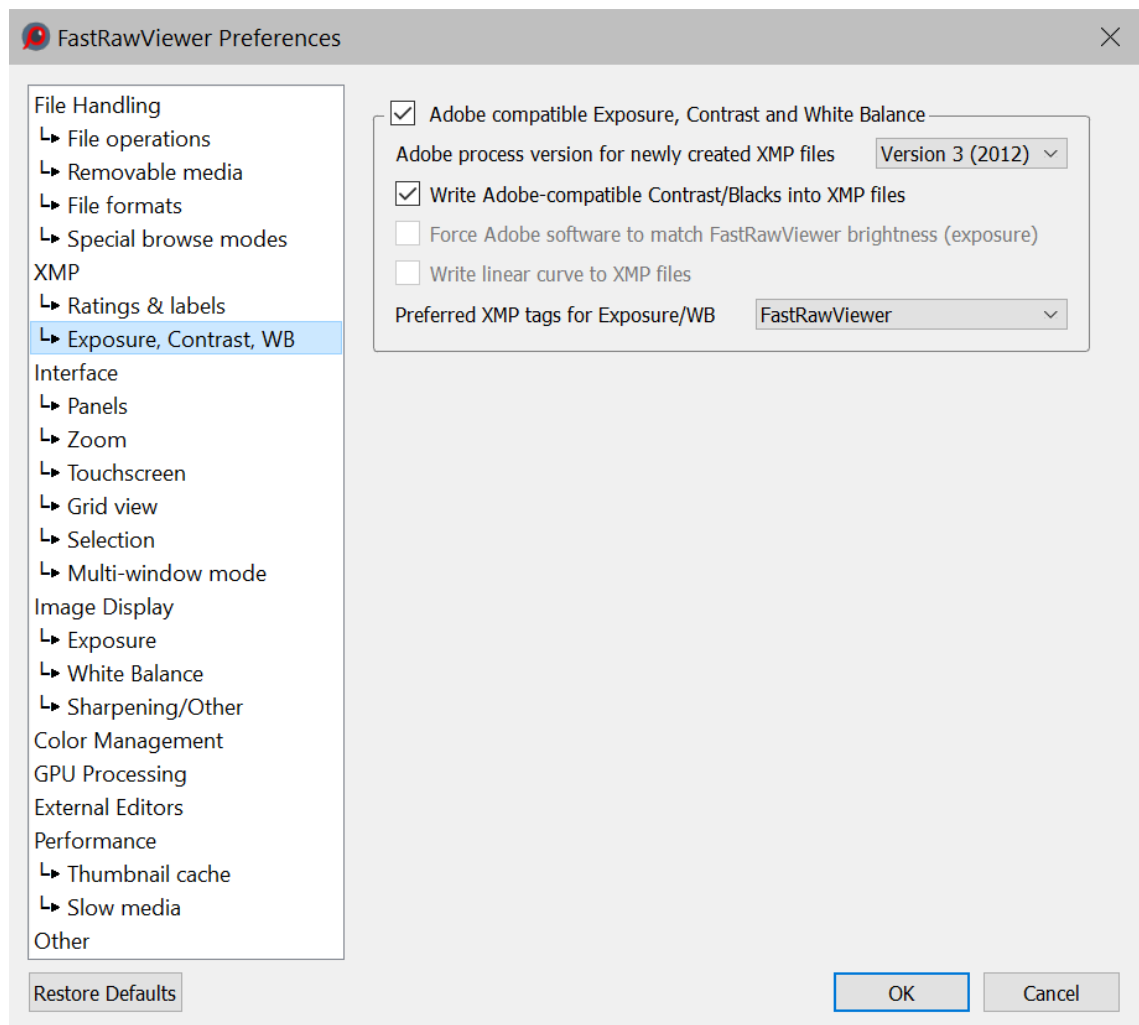 FastRawViewer Preferences
File Handling
File operations
Removable media
File formats
Special browse modes
XMP
Ratings & labels
Exposure, Contrast, WB
Interface
Panels
Zoom
Touchscreen
Grid view
Selection
Multi-window mode
Image Display
Exposure
White Balance
Sharpening/Other
Color Management
GPU Processing
External Editors
Performance
Thumbnail cache
Slow media
Other
Adobe compatible Exposure, Contrast and White Balance
Adobe process version for newly created XMP files Version 3 (2012)
Write Adobe-compatible Contrast/Blacks into XMP files
Force Adobe software to match FastRawViewer brightness (exposure)
Write linear curve to XMP files
Preferred XMP tags for Exposure/WB FastRawViewer
Restore Defaults OK Cancel